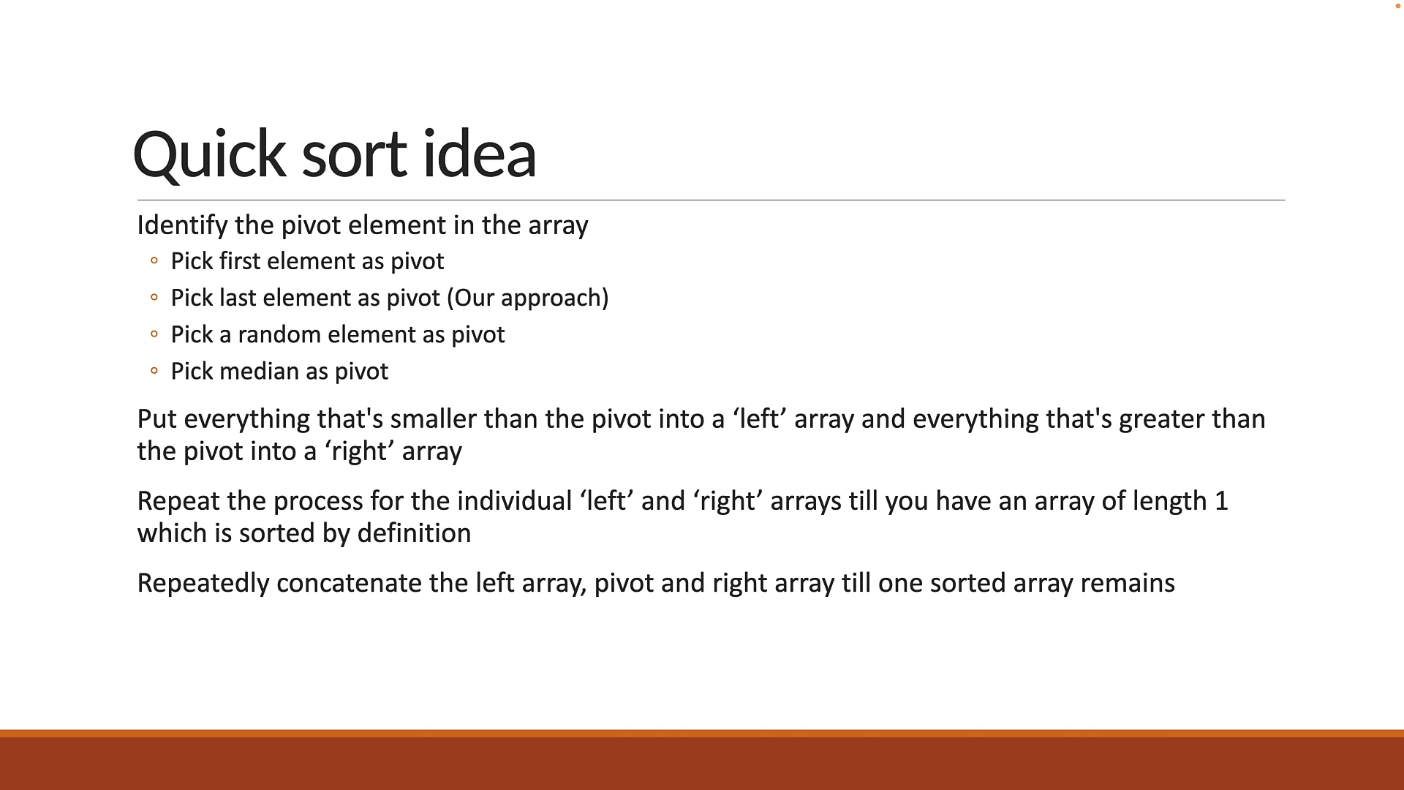 Quick sort idea
Identify the pivot element in the array
◦ Pick first element as pivot
◦ Pick last element as pivot (Our approach)
◦ Pick a random element as pivot
◦ Pick median as pivot
Put everything that's smaller than the pivot into a ‘left’ array and everything that's greater than
the pivot into a ‘right’ array
Repeat the process for the individual ‘left’ and ‘right’ arrays till you have an array of length 1
which is sorted by definition
Repeatedly concatenate the left array, pivot and right array till one sorted array remains